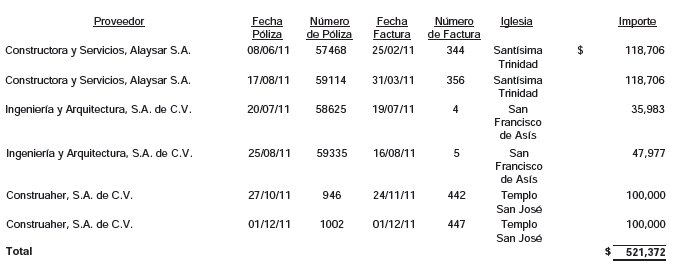 Proveedor Fecha Número Fecha Número Iglesia Importe
Póliza de Póliza Factura de Factura
Constructora y Servicios, Alaysar S.A. 08/06/11 57468 25/02/11 344 Santísima $ 118,706
Trinidad
Constructora y Servicios, Alaysar S.A. 17/08/11 59114 31/03/11 356 Santísima 118,706
Trinidad
Ingeniería y Arquitectura, S.A. de C.V. 20/07/11 58625 19/07/11 4 San 35,983
Francisco
de Asís
Ingeniería y Arquitectura, S.A. de C.V. 25/08/11 59335 16/08/11 5 San 47,977
Francisco
de Asís
Construaher, S.A. de C.V. 27/10/11 946 24/11/11 442 Templo 100,000
San José
Construaher, S.A. de C.V. 01/12/11 1002 01/12/11 447 Templo 100,000
San José
Total $ 521,372